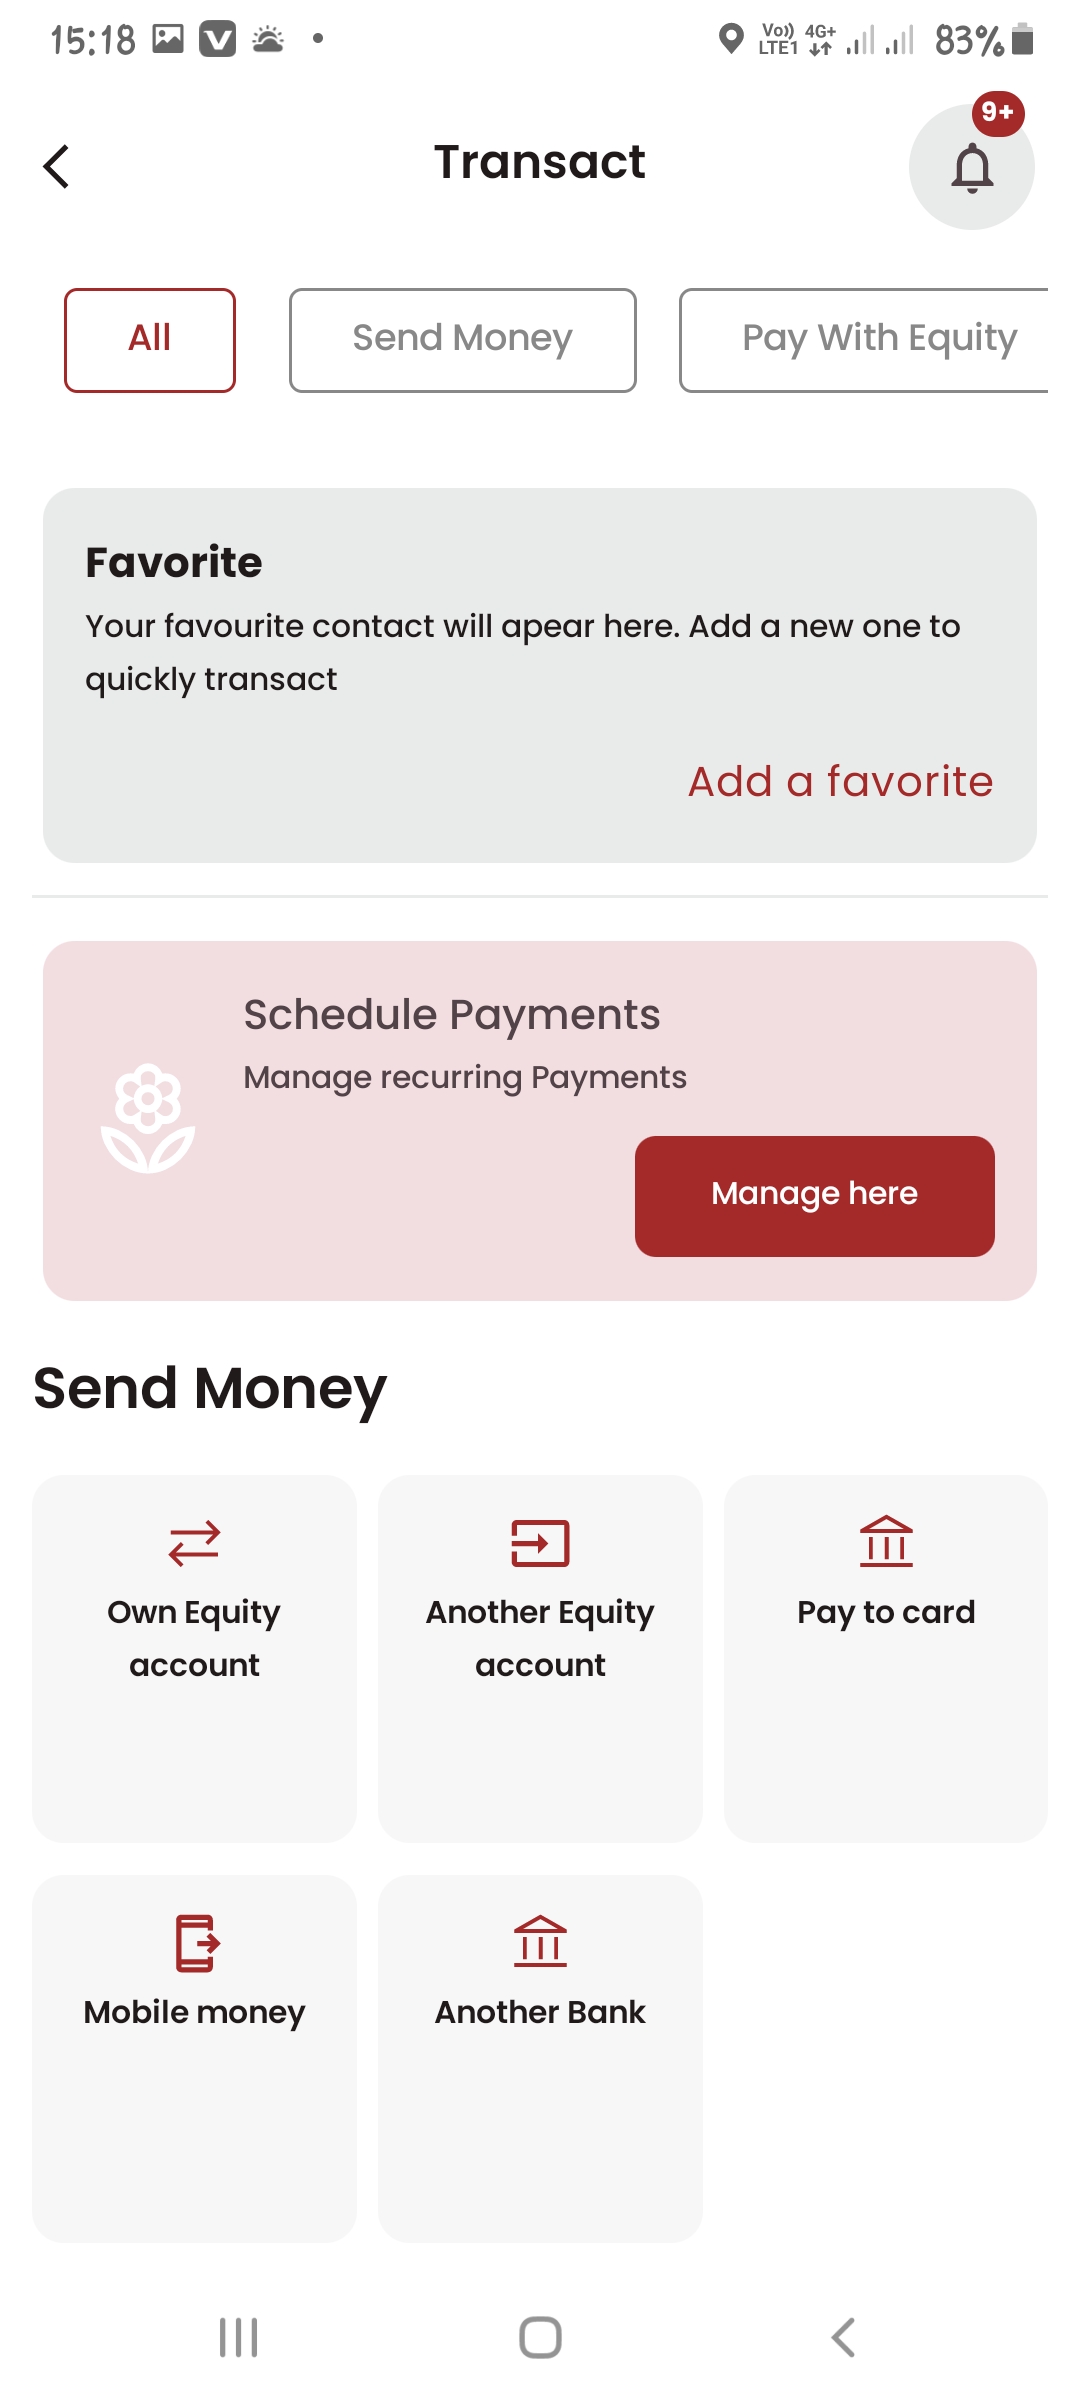 15:18
Vo)) 4G+
LTE1
83%
9+
Transact
All
Send Money
Pay With Equity
Favorite
Your favourite contact will apear here. Add a new one to
quickly transact
Add a favorite
Schedule Payments
Manage recurring Payments
Manage here
Send Money
Own Equity
account
Another Equity
account
Pay to card
Mobile money
Another Bank